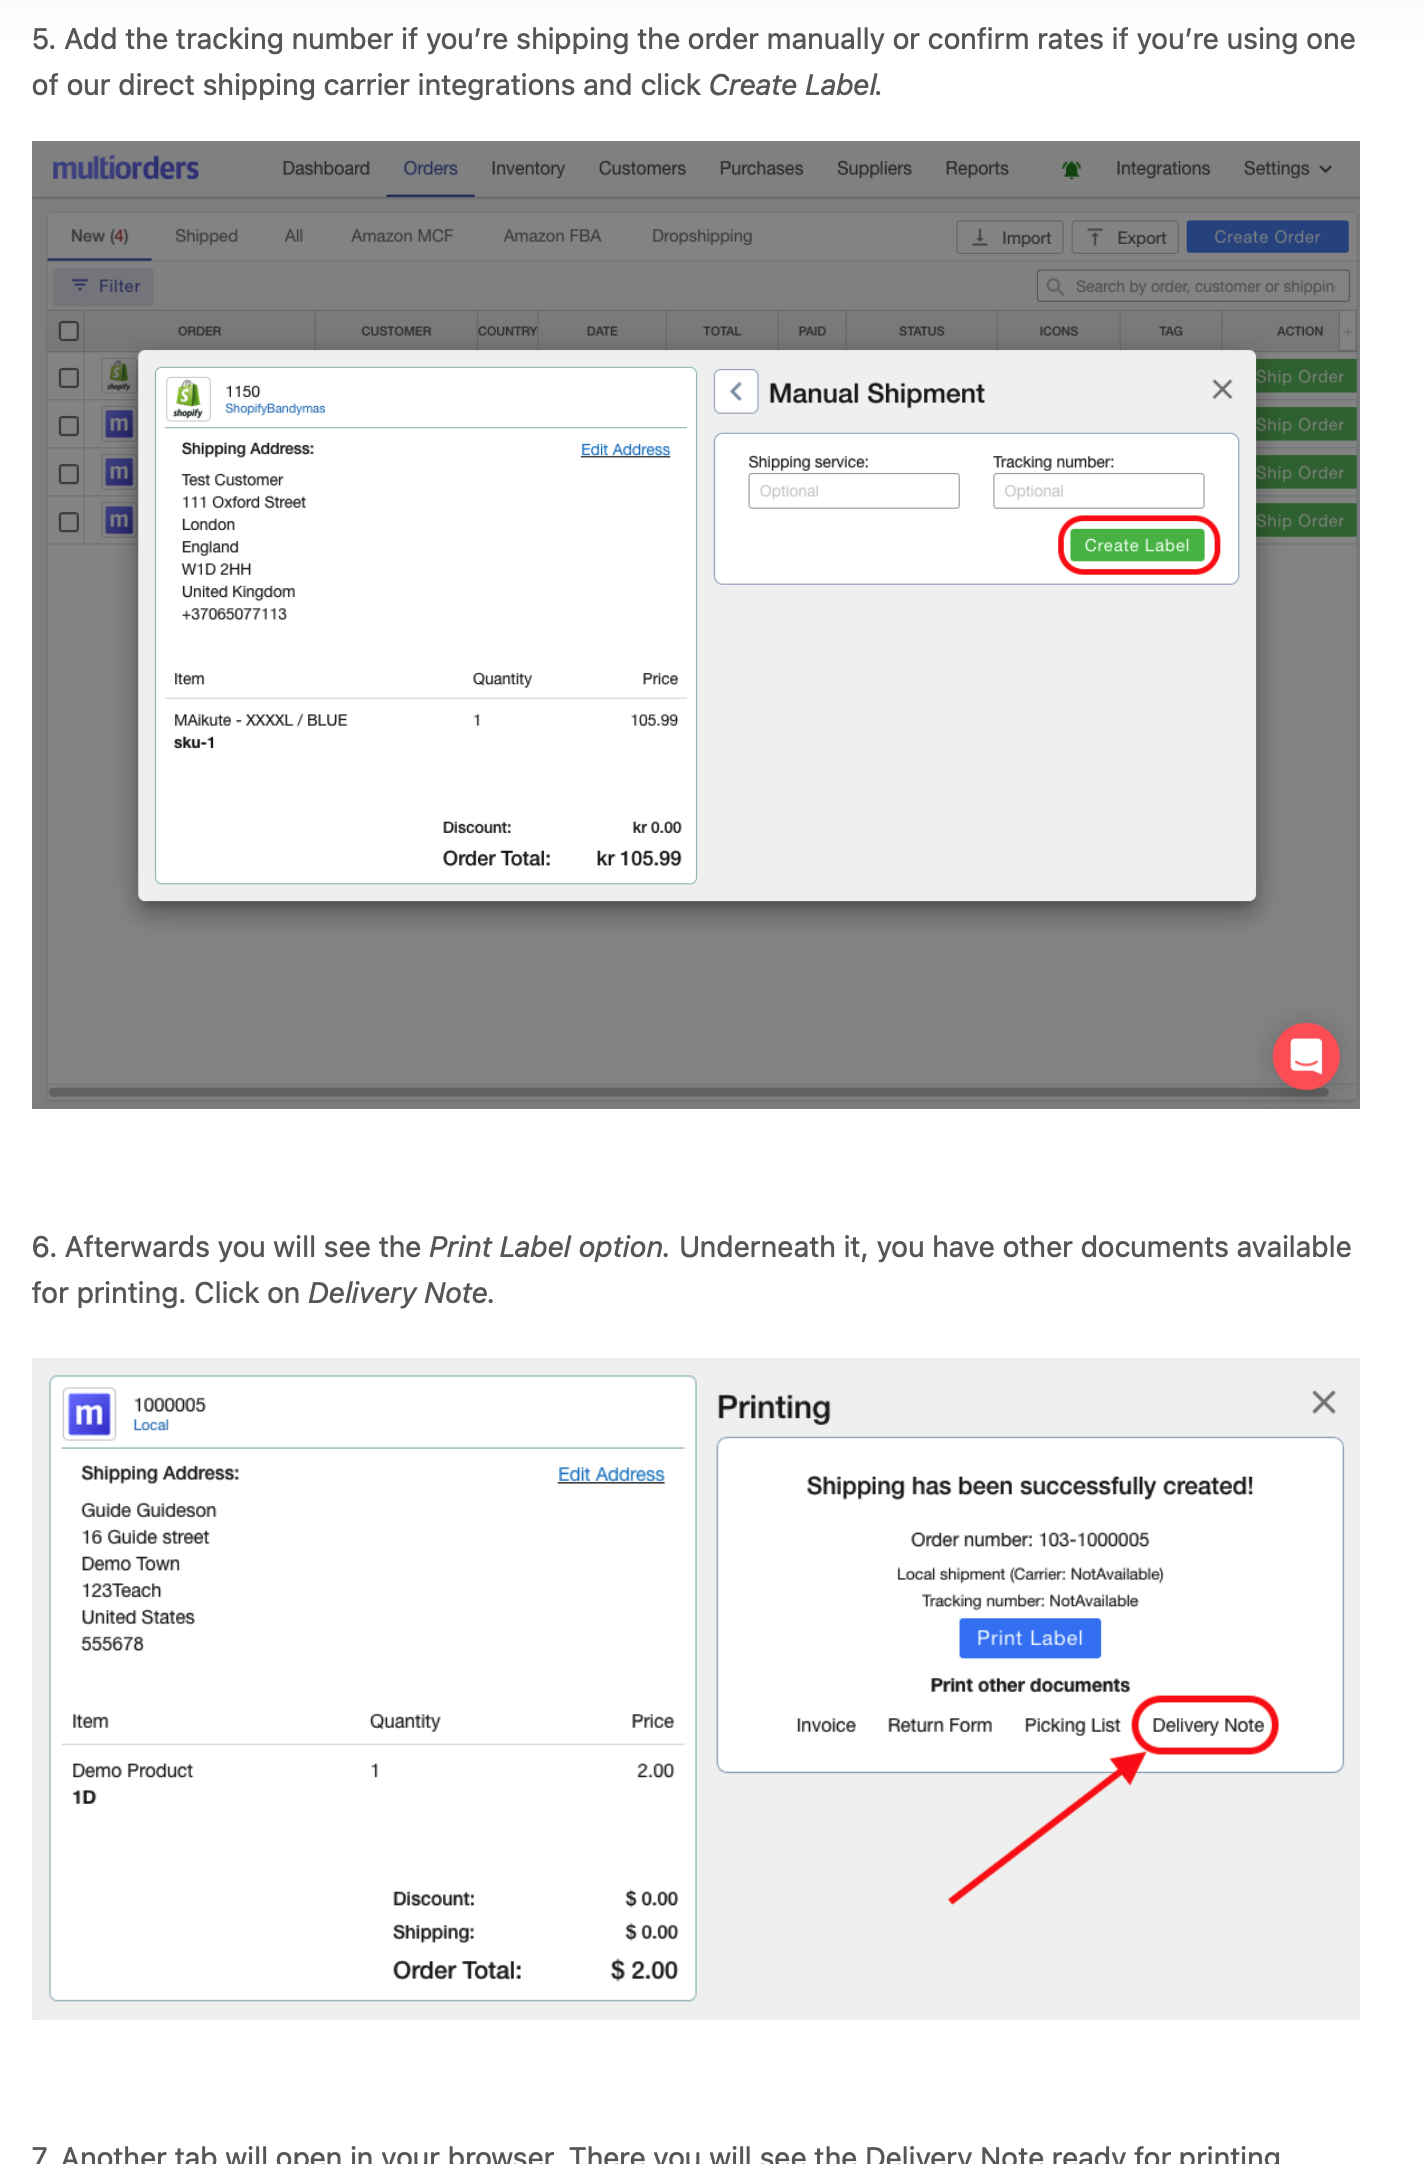 5. Add the tracking number if you’re shipping the order manually or confirm rates if you’re using one
of our direct shipping carrier integrations and click Create Label.
multiorders Dashboard Orders Inventory Customers Purchases Suppliers Reports Integrations Settings
New (4) Shipped All Amazon MCF Amazon FBA Dropshipping Import Export Create Order
Filter Search by order, customer or shippin
ORDER CUSTOMER COUNTRY DATE TOTAL PAID STATUS ICONS TAG ACTION +
shopify Ship Order
m Ship Order
m Ship Order
m Ship Order
shopify
1150
ShopifyBandymas
Shipping Address: Edit Address
Test Customer
111 Oxford Street
London
England
W1D 2HH
United Kingdom
+37065077113
Item Quantity Price
MAikute - XXXXL / BLUE 1 105.99
sku-1
Discount: kr 0.00
Order Total: kr 105.99
Manual Shipment
Shipping service: Tracking number:
Optional Optional
Create Label
6. Afterwards you will see the Print Label option. Underneath it, you have other documents available
for printing. Click on Delivery Note.
m
1000005
Local
Shipping Address: Edit Address
Guide Guideson
16 Guide street
Demo Town
123Teach
United States
555678
Item Quantity Price
Demo Product 1 2.00
1D
Discount: $ 0.00
Shipping: $ 0.00
Order Total: $ 2.00
Printing
Shipping has been successfully created!
Order number: 103-1000005
Local shipment (Carrier: NotAvailable)
Tracking number: NotAvailable
Print Label
Print other documents
Invoice Return Form Picking List Delivery Note
7. Another tab will open in your browser. There you will see the Delivery Note ready for printing.